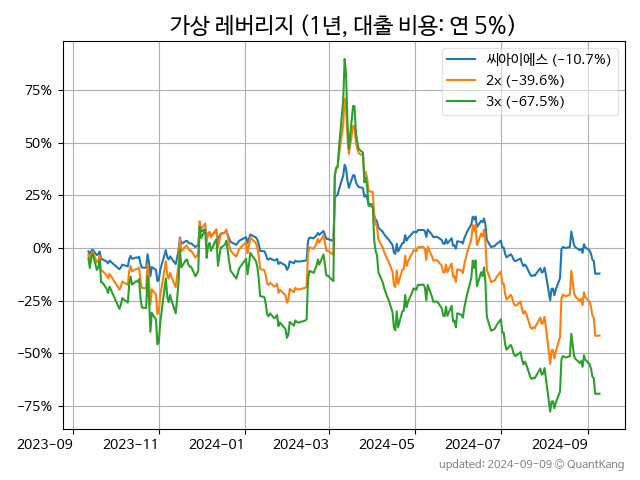 가상 레버리지 (1년, 대출 비용: 연 5%)
씨아이에스 (−10.7%)
2x (−39.6%)
3x (−67.5%)
75%
50%
25%
0%
−25%
−50%
−75%
2023-09
2023-11
2024-01
2024-03
2024-05
2024-07
2024-09
updated: 2024-09-09 © QuantKang